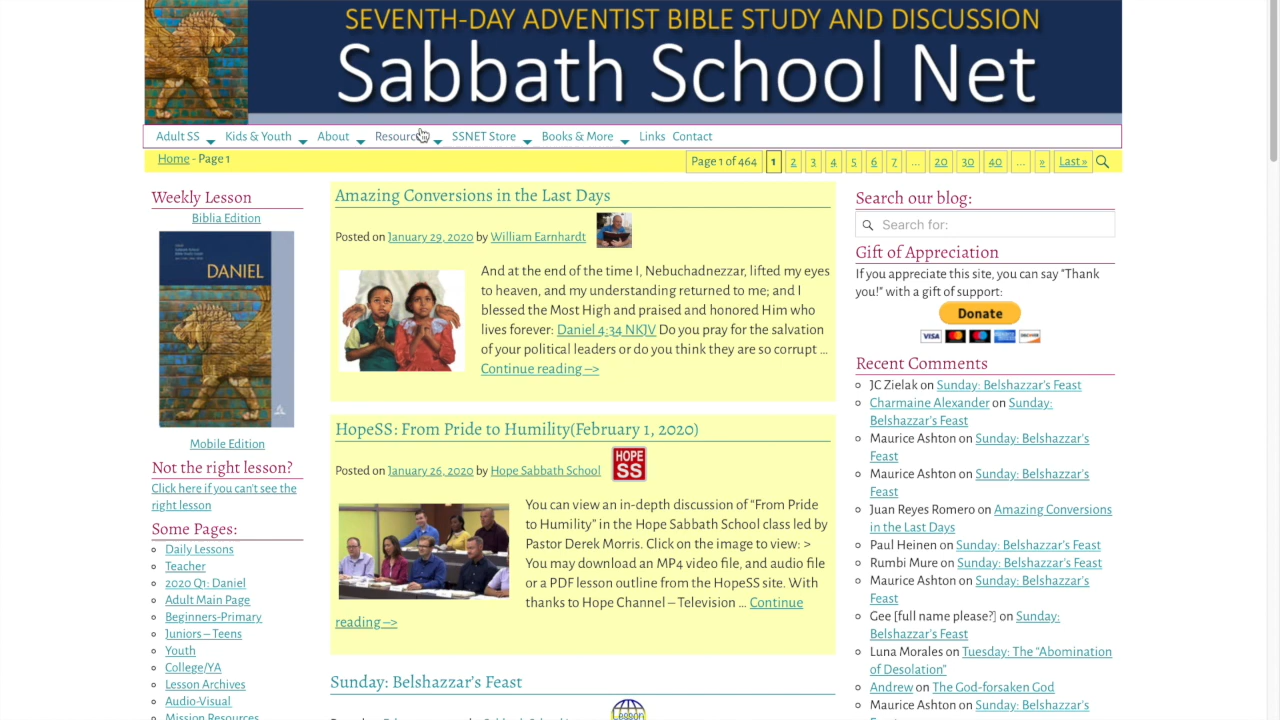 SEVENTH-DAY ADVENTIST BIBLE STUDY AND DISCUSSION
Sabbath School Net
Adult SS Kids & Youth About Resources SSNET Store Books & More Links Contact
Home - Page 1
Page 1 of 464 1 2 3 4 5 6 7 ... 20 30 40 ... » Last »
Weekly Lesson
Biblia Edition
DANIEL
Mobile Edition
Not the right lesson?
Click here if you can't see the
right lesson
Some Pages:
Daily Lessons
Teacher
2020 Q1: Daniel
Adult Main Page
Beginners-Primary
Juniors – Teens
Youth
College/YA
Lesson Archives
Audio-Visual
Mission Resources
Amazing Conversions in the Last Days
Posted on January 29, 2020 by William Earnhardt
And at the end of the time I, Nebuchadnezzar, lifted my eyes
to heaven, and my understanding returned to me; and I
blessed the Most High and praised and honored Him who
lives forever: Daniel 4:34 NKJV Do you pray for the salvation
of your political leaders or do you think they are so corrupt ...
Continue reading –>
HopeSS: From Pride to Humility(February 1, 2020)
Posted on January 26, 2020 by Hope Sabbath School
HOPE
SS
You can view an in-depth discussion of “From Pride
to Humility” in the Hope Sabbath School class led by
Pastor Derek Morris. Click on the image to view: >
You may download an MP4 video file, and audio file
or a PDF lesson outline from the HopeSS site. With
thanks to Hope Channel – Television ... Continue
reading –>
Sunday: Belshazzar’s Feast
Lesson
Search our blog:
Search for:
Gift of Appreciation
If you appreciate this site, you can say "Thank
you!" with a gift of support:
Donate
VISA
Recent Comments
JC Zielak on Sunday: Belshazzar’s Feast
Charmaine Alexander on Sunday:
Belshazzar’s Feast
Maurice Ashton on Sunday: Belshazzar’s
Feast
Maurice Ashton on Sunday: Belshazzar’s
Feast
Juan Reyes Romero on Amazing Conversions
in the Last Days
Paul Heinen on Sunday: Belshazzar’s Feast
Rumbi Mure on Sunday: Belshazzar’s Feast
Maurice Ashton on Sunday: Belshazzar’s
Feast
Gee [full name please?] on Sunday:
Belshazzar’s Feast
Luna Morales on Tuesday: The “Abomination
of Desolation”
Andrew on The God-forsaken God
Maurice Ashton on Sunday: Belshazzar’s